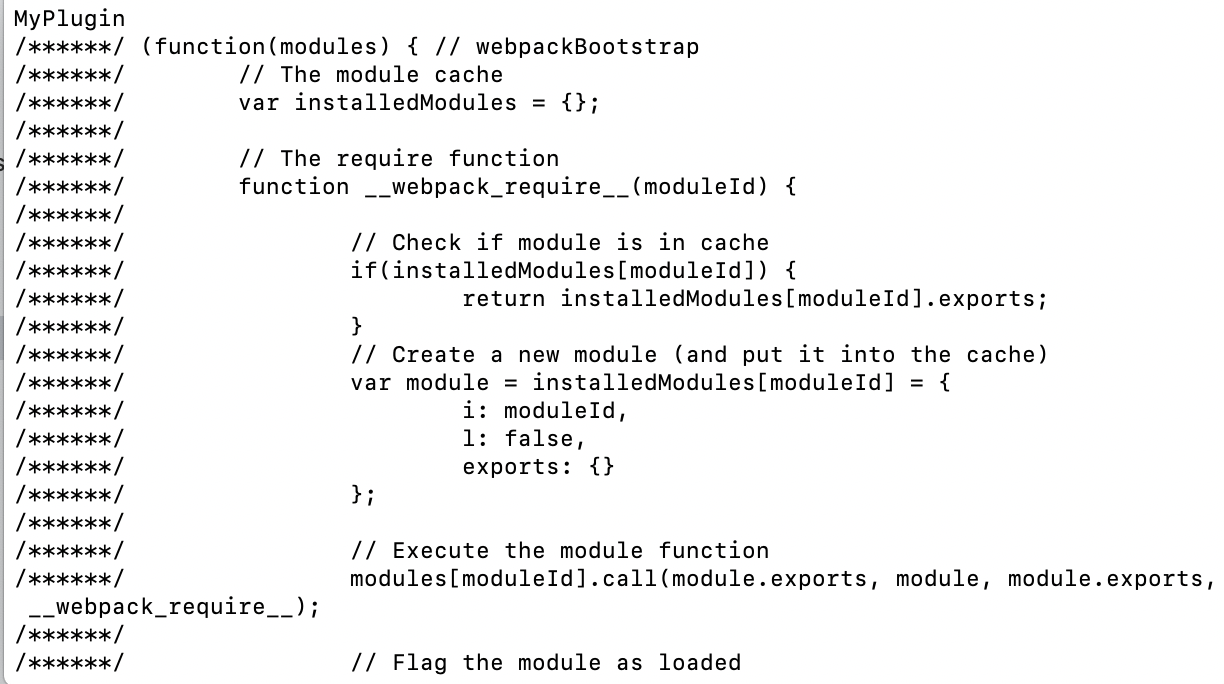 MyPlugin
/******/ (function(modules) { // webpackBootstrap
/******/ 	// The module cache
/******/ 	var installedModules = {};
/******/
/******/ 	// The require function
/******/ 	function __webpack_require__(moduleId) {
/******/
/******/ 		// Check if module is in cache
/******/ 		if(installedModules[moduleId]) {
/******/ 			return installedModules[moduleId].exports;
/******/ 		}
/******/ 		// Create a new module (and put it into the cache)
/******/ 		var module = installedModules[moduleId] = {
/******/ 			i: moduleId,
/******/ 			l: false,
/******/ 			exports: {}
/******/ 		};
/******/
/******/ 		// Execute the module function
/******/ 		modules[moduleId].call(module.exports, module, module.exports,
 __webpack_require__);
/******/
/******/ 		// Flag the module as loaded